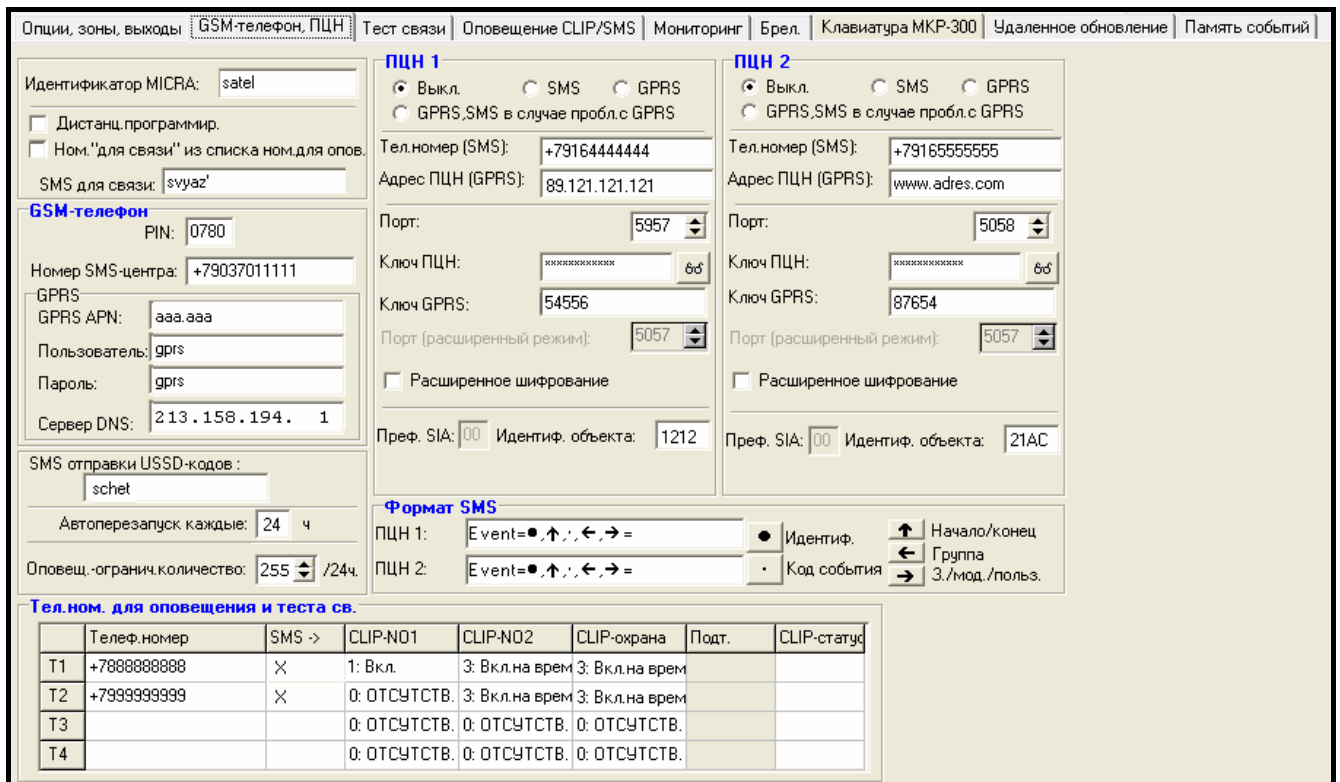 Опции, зоны, выходы GSM-телефон, ПЦН Тест связи Оповещение CLIP/SMS Мониторинг Брел. Клавиатура МКР-300 Удаленное обновление Память событий
Идентификатор MICRA: satel
Дистанц.программир.
Ном."для связи" из списка ном.для опов.
SMS для связи: svyaz'
GSM-телефон
PIN: 0780
Номер SMS-центра: +79037011111
GPRS
GPRS APN: aaa.aaa
Пользователь: gprs
Пароль: gprs
Сервер DNS: 213.158.194. 1
SMS отправки USSD-кодов :
schet
Автоперезапуск каждые: 24 ч
Оповещ.-огранич.количество: 255 /24ч.
ПЦН 1
Выкл. SMS GPRS
GPRS,SMS в случае пробл.с GPRS
Тел.номер (SMS): +79164444444
Адрес ПЦН (GPRS): 89.121.121.121
Порт: 5957
Ключ ПЦН: ************
Ключ GPRS: 54556
Порт (расширенный режим): 5057
Расширенное шифрование
Преф. SIA: 00 Идентиф. объекта: 1212
ПЦН 2
Выкл. SMS GPRS
GPRS,SMS в случае пробл.с GPRS
Тел.номер (SMS): +79165555555
Адрес ПЦН (GPRS): www.adres.com
Порт: 5058
Ключ ПЦН: ************
Ключ GPRS: 87654
Порт (расширенный режим): 5057
Расширенное шифрование
Преф. SIA: 00 Идентиф. объекта: 21AC
Формат SMS
ПЦН 1: Event=●,↑,·,←,→=
ПЦН 2: Event=●,↑,·,←,→=
● Идентиф.
· Код события
↑ Начало/конец
← Группа
→ З./мод./польз.
Тел.ном. для оповещения и теста св.
Телеф.номер SMS -> CLIP-NO1 CLIP-NO2 CLIP-охрана Подт. CLIP-статус
T1 +7888888888 X 1: Вкл. 3: Вкл.на врем 3: Вкл.на врем
T2 +7999999999 X 0: ОТСУТСТВ. 3: Вкл.на врем 3: Вкл.на врем
T3 0: ОТСУТСТВ. 0: ОТСУТСТВ. 0: ОТСУТСТВ.
T4 0: ОТСУТСТВ. 0: ОТСУТСТВ. 0: ОТСУТСТВ.